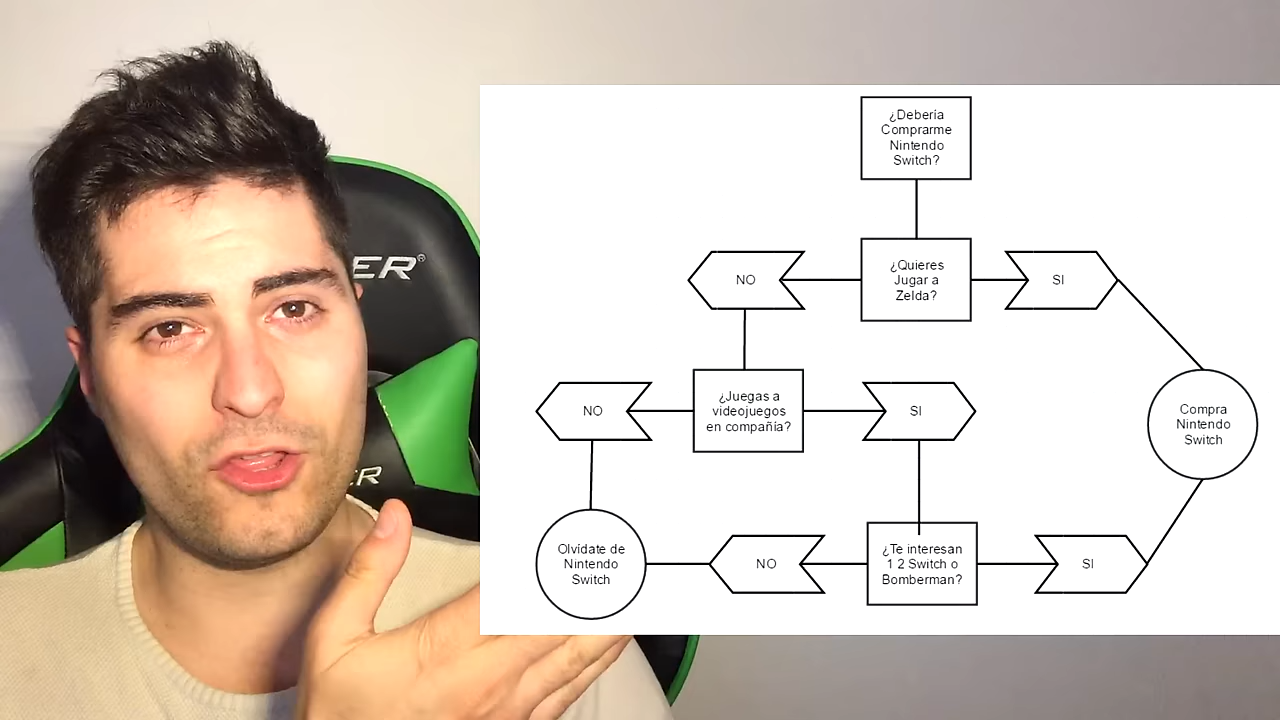 ¿Debería
Comprarme
Nintendo
Switch?
¿Quieres
Jugar a
Zelda?
NO
SI
¿Juegas a
videojuegos
en compañía?
NO
SI
Compra
Nintendo
Switch
¿Te interesan
1 2 Switch o
Bomberman?
NO
SI
Olvídate de
Nintendo
Switch
ER®
ER